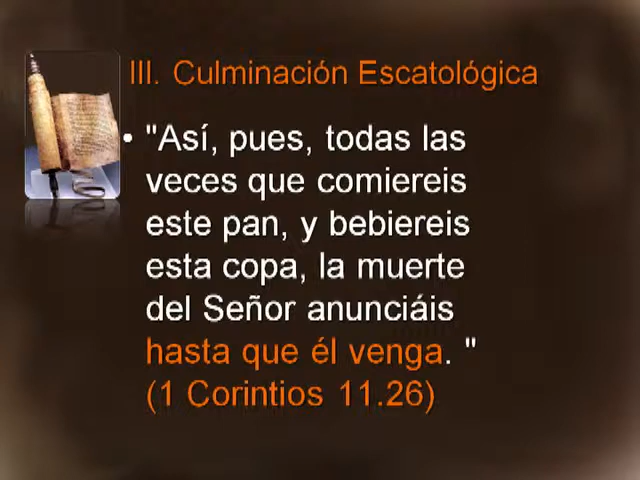 III. Culminación Escatológica
• "Así, pues, todas las
veces que comiereis
este pan, y bebiereis
esta copa, la muerte
del Señor anunciáis
hasta que él venga. "
(1 Corintios 11.26)